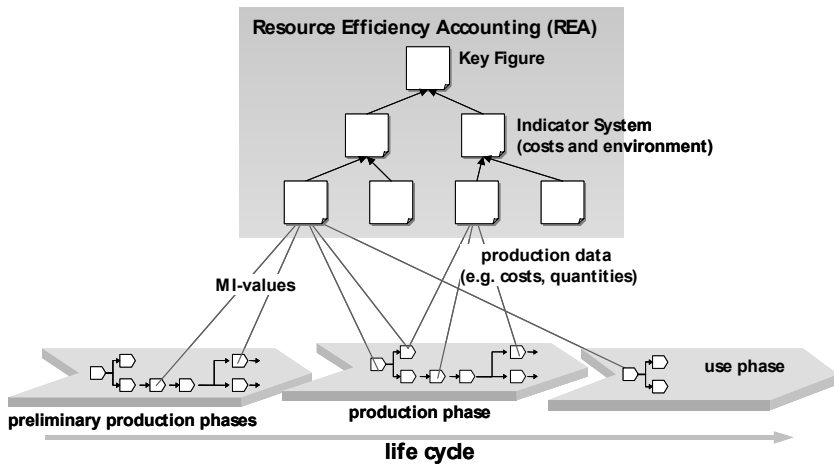 Resource Efficiency Accounting (REA)
Key Figure
Indicator System
(costs and environment)
production data
(e.g. costs, quantities)
MI-values
use phase
production phase
preliminary production phases
life cycle